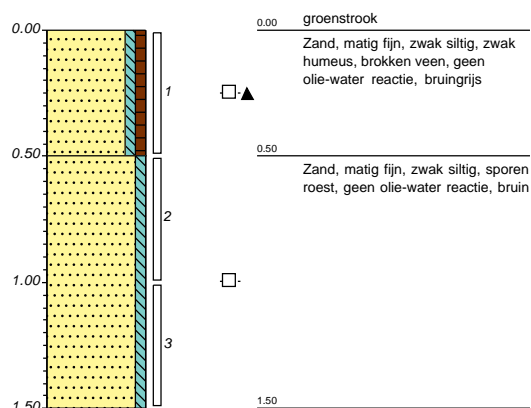 0.00
0.00
groenstrook
Zand, matig fijn, zwak siltig, zwak
humeus, brokken veen, geen
olie-water reactie, bruingrijs
1
0.50
0.50
Zand, matig fijn, zwak siltig, sporen
roest, geen olie-water reactie, bruin
2
1.00
3
1.50
1.50